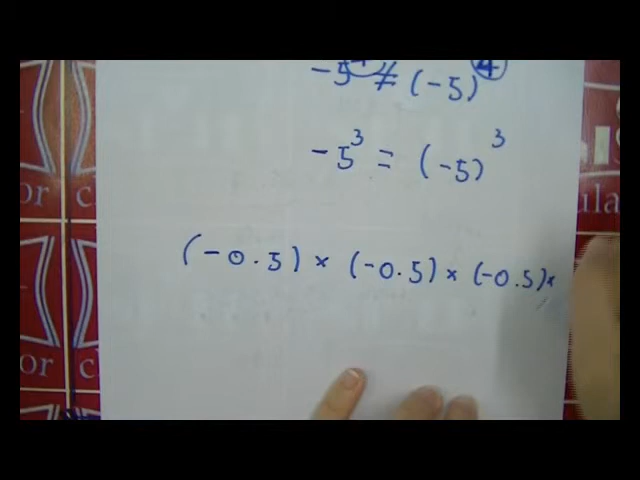 -5⁴ ≠ (-5)⁴
-5³ = (-5)³
(-0.5) × (-0.5) × (-0.5) ×